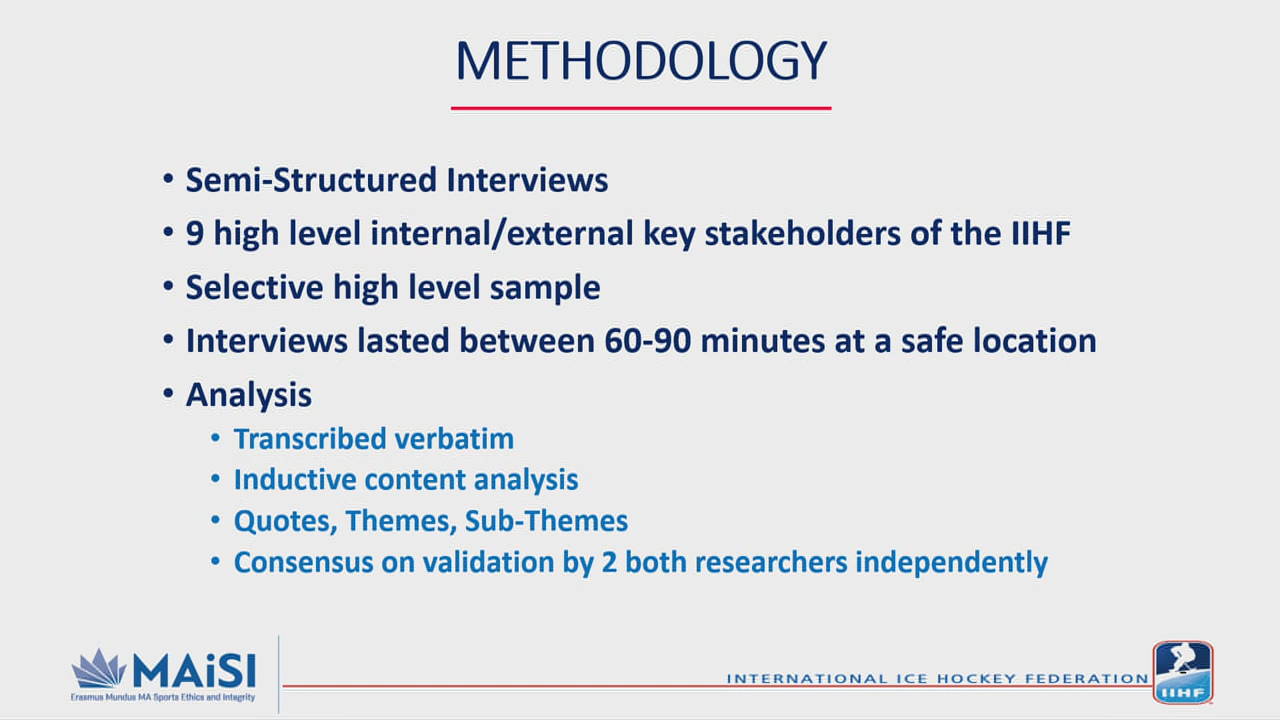 METHODOLOGY
• Semi-Structured Interviews
• 9 high level internal/external key stakeholders of the IIHF
• Selective high level sample
• Interviews lasted between 60-90 minutes at a safe location
• Analysis
• Transcribed verbatim
• Inductive content analysis
• Quotes, Themes, Sub-Themes
• Consensus on validation by 2 both researchers independently
MAiSI
Erasmus Mundus MA Sports Ethics and Integrity
INTERNATIONAL ICE HOCKEY FEDERATION
IIHF